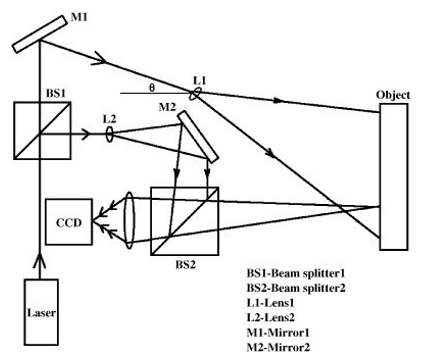 M1
L1
BS1
θ
M2
Object
L2
CCD
BS2
Laser
BS1-Beam splitter1
BS2-Beam splitter2
L1-Lens1
L2-Lens2
M1-Mirror1
M2-Mirror2